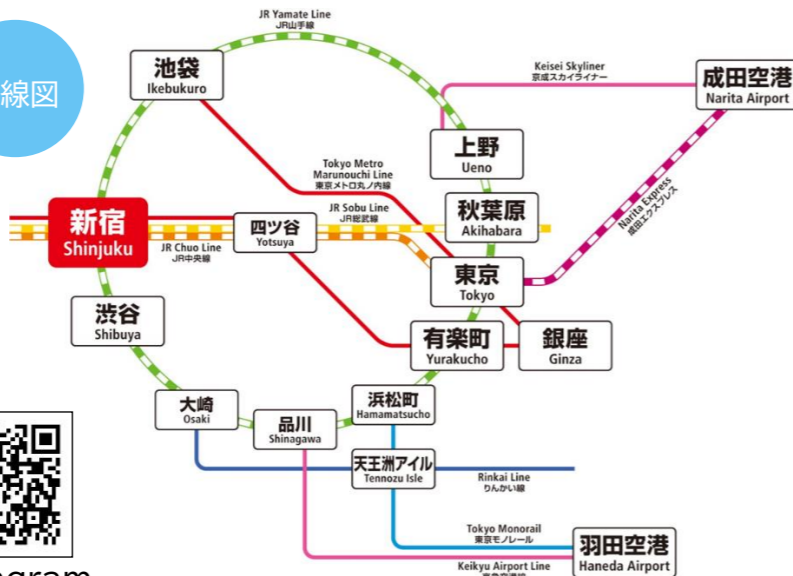 線図
JR Yamate Line
JR山手線
池袋
Ikebukuro
Keisei Skyliner
京成スカイライナー
成田空港
Narita Airport
上野
Ueno
Tokyo Metro
Marunouchi Line
東京メトロ丸ノ内線
秋葉原
Akihabara
JR Sobu Line
JR総武線
Narita Express
成田エクスプレス
新宿
Shinjuku
四ツ谷
Yotsuya
JR Chuo Line
JR中央線
東京
Tokyo
渋谷
Shibuya
有楽町
Yurakucho
銀座
Ginza
大崎
Osaki
品川
Shinagawa
浜松町
Hamamatsucho
天王洲アイル
Tennozu Isle
Rinkai Line
りんかい線
Tokyo Monorail
東京モノレール
羽田空港
Haneda Airport
Keikyu Airport Line